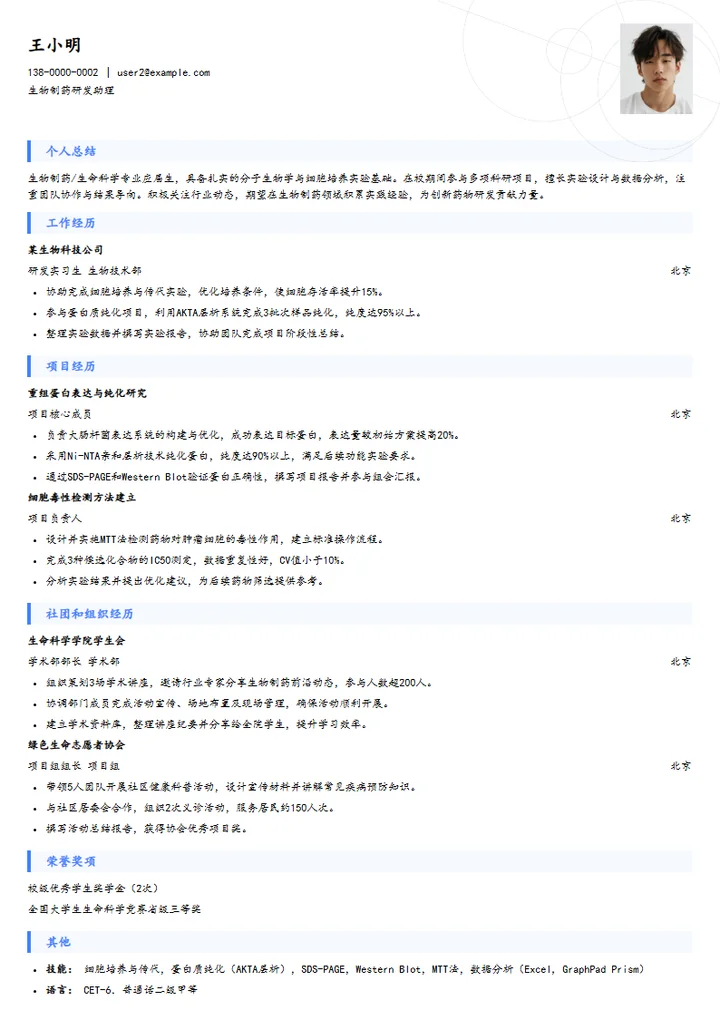 王小明
138-0000-0002 | user2@example.com
生物制药研发助理
个人总结
生物制药/生命科学专业应届生，具备扎实的分子生物学与细胞培养实验基础。在校期间参与多项科研项目，擅长实验设计与数据分析，注
重团队协作与结果导向。积极关注行业动态，期望在生物制药领域积累实践经验，为创新药物研发贡献力量。
工作经历
某生物科技公司
研发实习生 生物技术部 北京
• 协助完成细胞培养与传代实验，优化培养条件，使细胞存活率提升15%。
• 参与蛋白质纯化项目，利用AKTA层析系统完成3批次样品纯化，纯度达95%以上。
• 整理实验数据并撰写实验报告，协助团队完成项目阶段性总结。
项目经历
重组蛋白表达与纯化研究
项目核心成员 北京
• 负责大肠杆菌表达系统的构建与优化，成功表达目标蛋白，表达量较初始方案提高20%。
• 采用Ni-NTA亲和层析技术纯化蛋白，纯度达90%以上，满足后续功能实验要求。
• 通过SDS-PAGE和Western Blot验证蛋白正确性，撰写项目报告并参与组会汇报。
细胞毒性检测方法建立
项目负责人 北京
• 设计并实施MTT法检测药物对肿瘤细胞的毒性作用，建立标准操作流程。
• 完成3种候选化合物的IC50测定，数据重复性好，CV值小于10%。
• 分析实验结果并提出优化建议，为后续药物筛选提供参考。
社团和组织经历
生命科学学院学生会
学术部部长 学术部 北京
• 组织策划3场学术讲座，邀请行业专家分享生物制药前沿动态，参与人数超200人。
• 协调部门成员完成活动宣传、场地布置及现场管理，确保活动顺利开展。
• 建立学术资料库，整理讲座纪要并分享给全院学生，提升学习效率。
绿色生命志愿者协会
项目组组长 项目组 北京
• 带领5人团队开展社区健康科普活动，设计宣传材料并讲解常见疾病预防知识。
• 与社区居委会合作，组织2次义诊活动，服务居民约150人次。
• 撰写活动总结报告，获得协会优秀项目奖。
荣誉奖项
校级优秀学生奖学金（2次）
全国大学生生命科学竞赛省级三等奖
其他
• 技能： 细胞培养与传代，蛋白质纯化（AKTA层析），SDS-PAGE，Western Blot，MTT法，数据分析（Excel, GraphPad Prism）
• 语言： CET-6，普通话二级甲等